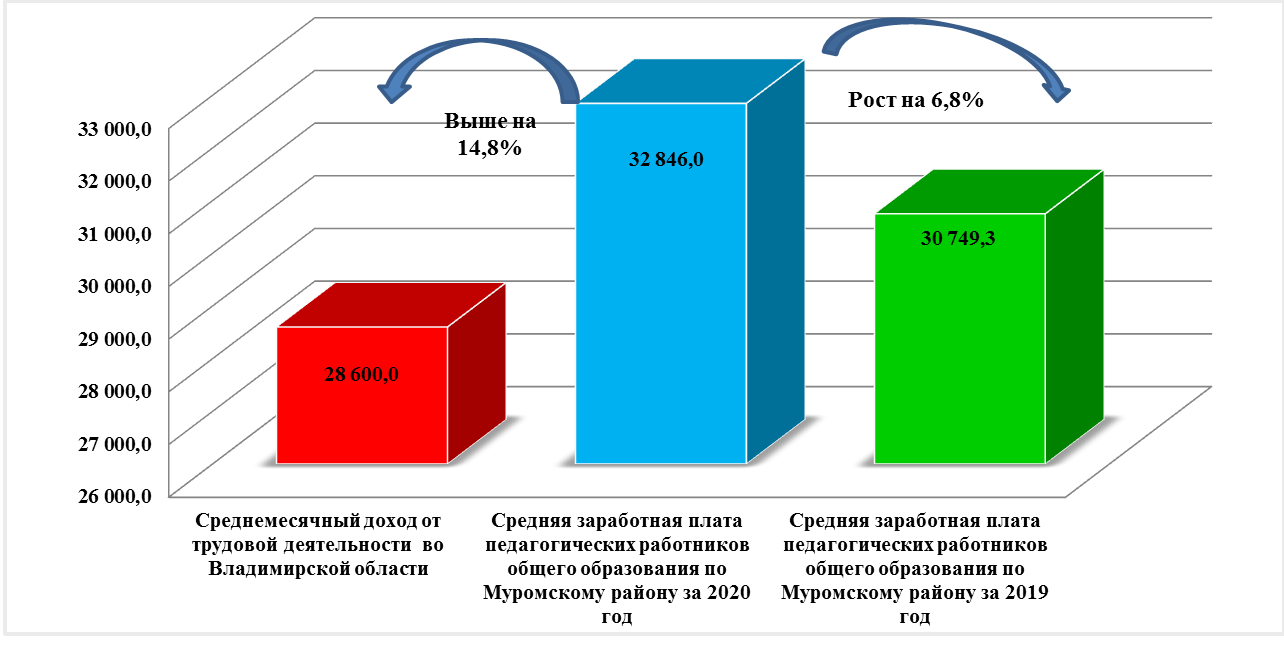 Рост на 6,8%
Выше на
14,8%
33 000,0
32 000,0
31 000,0
30 000,0
29 000,0
28 000,0
27 000,0
26 000,0
32 846,0
30 749,3
28 600,0
Среднемесячный доход от
трудовой деятельности во
Владимирской области
Средняя заработная плата
педагогических работников
общего образования по
Муромскому району за 2020
год
Средняя заработная плата
педагогических работников
общего образования по
Муромскому району за 2019
год